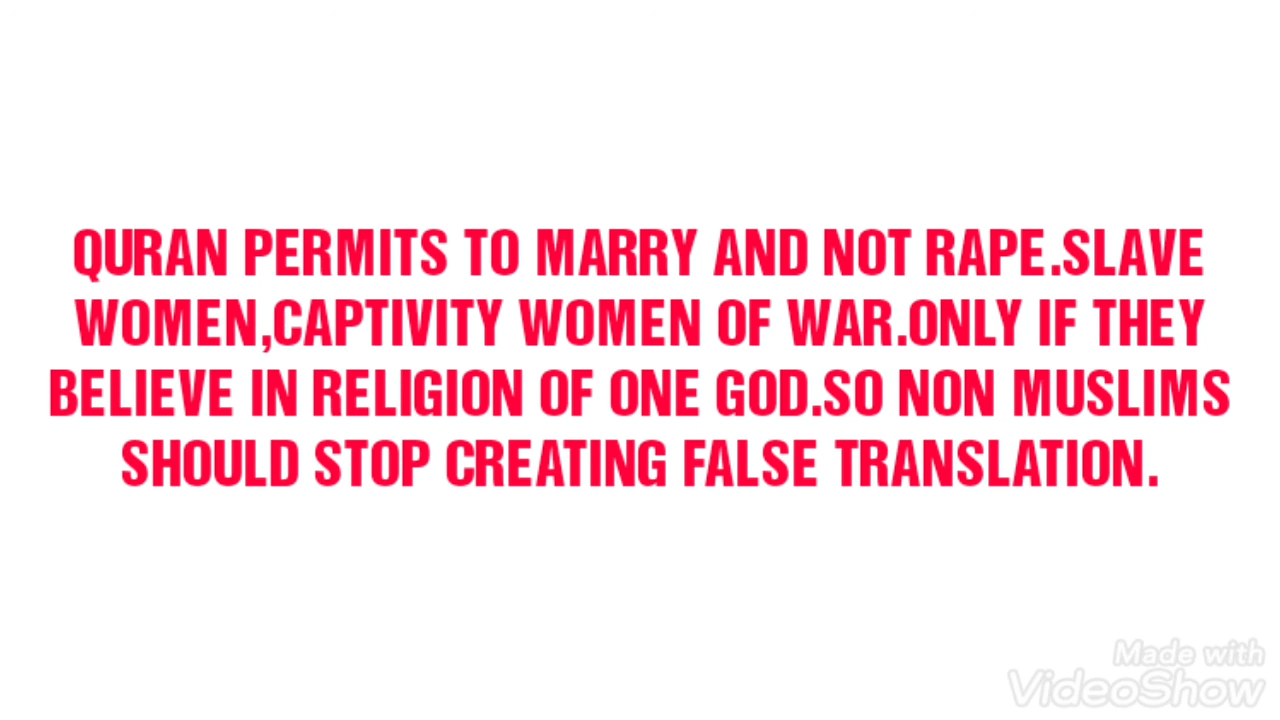 QURAN PERMITS TO MARRY AND NOT RAPE.SLAVE
WOMEN,CAPTIVITY WOMEN OF WAR.ONLY IF THEY
BELIEVE IN RELIGION OF ONE GOD.SO NON MUSLIMS
SHOULD STOP CREATING FALSE TRANSLATION.
Made with
VideoShow